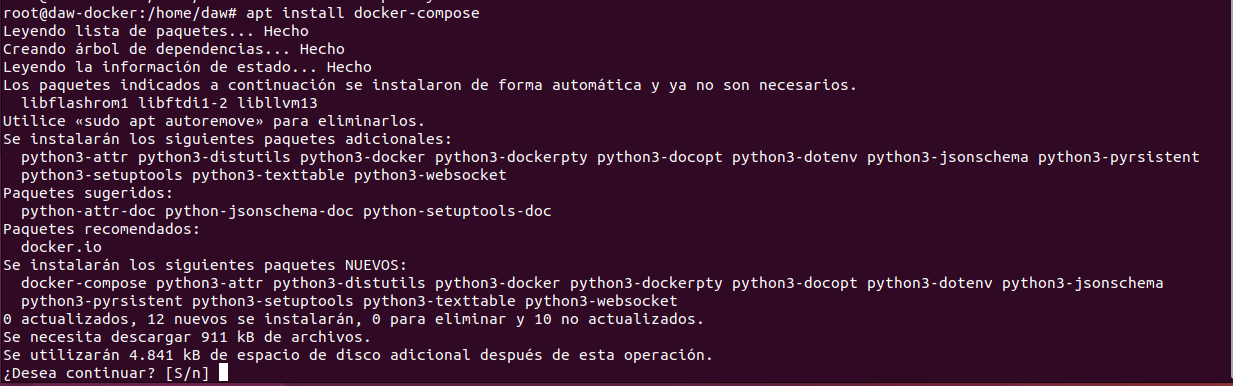 root@daw-docker:/home/daw# apt install docker-compose
Leyendo lista de paquetes... Hecho
Creando árbol de dependencias... Hecho
Leyendo la información de estado... Hecho
Los paquetes indicados a continuación se instalaron de forma automática y ya no son necesarios.
  libflashrom1 libftdi1-2 libllvm13
Utilice «sudo apt autoremove» para eliminarlos.
Se instalarán los siguientes paquetes adicionales:
  python3-attr python3-distutils python3-docker python3-dockerpty python3-docopt python3-dotenv python3-jsonschema python3-pyrsistent
  python3-setuptools python3-texttable python3-websocket
Paquetes sugeridos:
  python-attr-doc python-jsonschema-doc python-setuptools-doc
Paquetes recomendados:
  docker.io
Se instalarán los siguientes paquetes NUEVOS:
  docker-compose python3-attr python3-distutils python3-docker python3-dockerpty python3-docopt python3-dotenv python3-jsonschema
  python3-pyrsistent python3-setuptools python3-texttable python3-websocket
0 actualizados, 12 nuevos se instalarán, 0 para eliminar y 10 no actualizados.
Se necesita descargar 911 kB de archivos.
Se utilizarán 4.841 kB de espacio de disco adicional después de esta operación.
¿Desea continuar? [S/n]